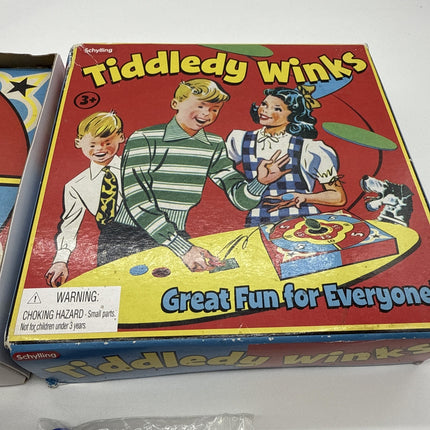 Schylling
Tiddledy Winks
3+
Great Fun for Everyone
WARNING:
CHOKING HAZARD - Small parts.
Not for children under 3 years.
Schylling
Tiddledy Winks